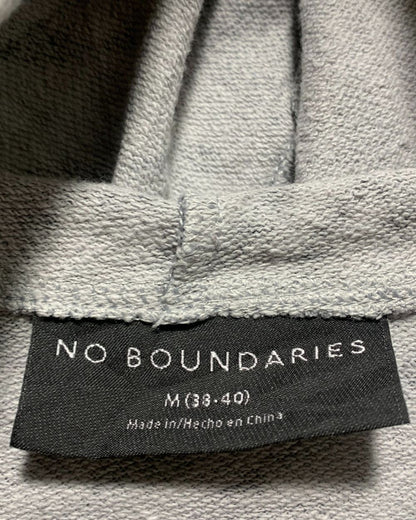 NO BOUNDARIES
M (38-40)
Made in/Hecho en China